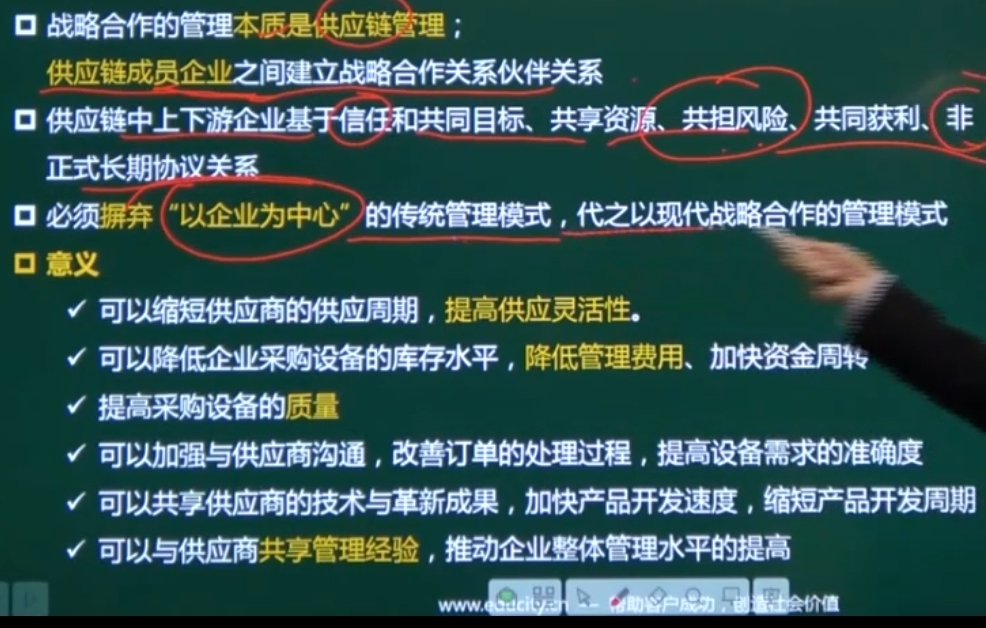 战略合作的管理本质是供应链管理；
供应链成员企业之间建立战略合作关系伙伴关系
供应链中上下游企业基于信任和共同目标、共享资源、共担风险、共同获利、非
正式长期协议关系
必须摒弃“以企业为中心”的传统管理模式，代之以现代战略合作的管理模式
意义
✓ 可以缩短供应商的供应周期，提高供应灵活性。
✓ 可以降低企业采购设备的库存水平，降低管理费用、加快资金周转
✓ 提高采购设备的质量
✓ 可以加强与供应商沟通，改善订单的处理过程，提高设备需求的准确度
✓ 可以共享供应商的技术与革新成果，加快产品开发速度，缩短产品开发周期
✓ 可以与供应商共享管理经验，推动企业整体管理水平的提高
www.educity.cn — 帮助客户成功，创造社会价值